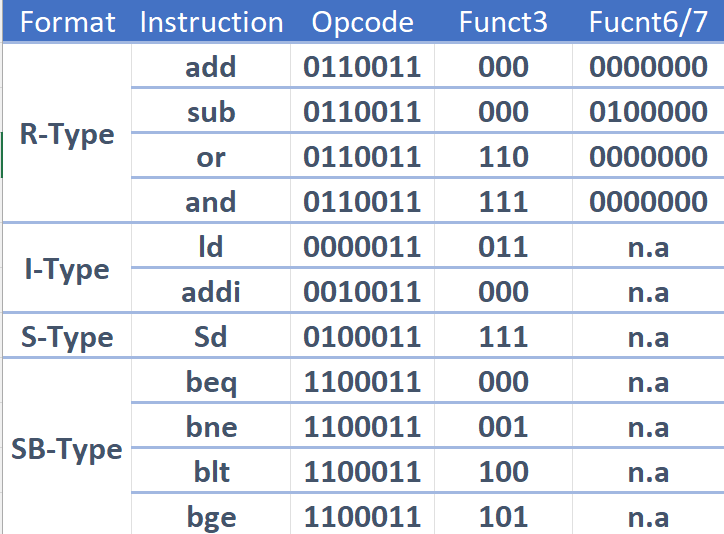 Format Instruction Opcode Funct3 Fucnt6/7
R-Type
add 0110011 000 0000000
sub 0110011 000 0100000
or 0110011 110 0000000
and 0110011 111 0000000
I-Type
ld 0000011 011 n.a
addi 0010011 000 n.a
S-Type Sd 0100011 111 n.a
SB-Type
beq 1100011 000 n.a
bne 1100011 001 n.a
blt 1100011 100 n.a
bge 1100011 101 n.a